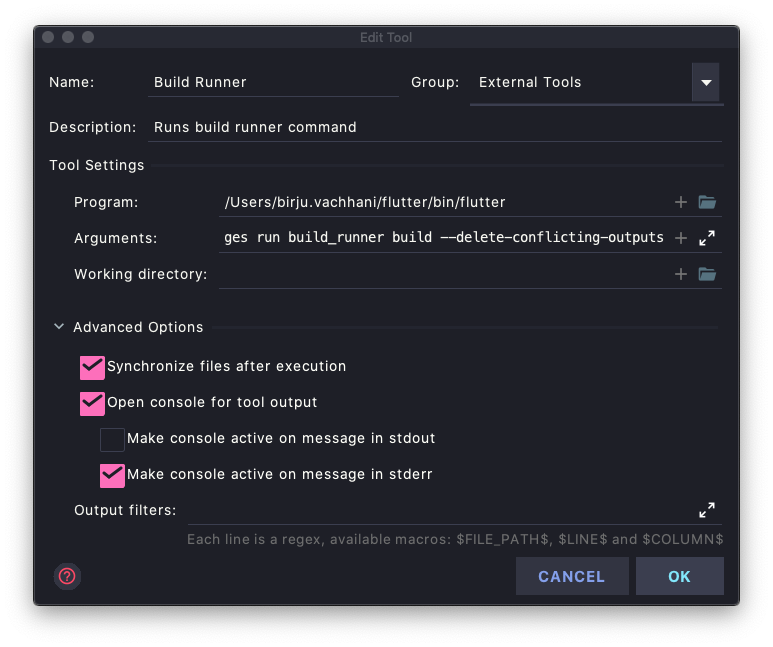 Edit Tool
Name: Build Runner Group: External Tools
Description: Runs build runner command
Tool Settings
Program: /Users/birju.vachhani/flutter/bin/flutter
Arguments: ges run build_runner build --delete-conflicting-outputs
Working directory:
Advanced Options
Synchronize files after execution
Open console for tool output
Make console active on message in stdout
Make console active on message in stderr
Output filters:
Each line is a regex, available macros: $FILE_PATH$, $LINE$ and $COLUMN$
? CANCEL OK